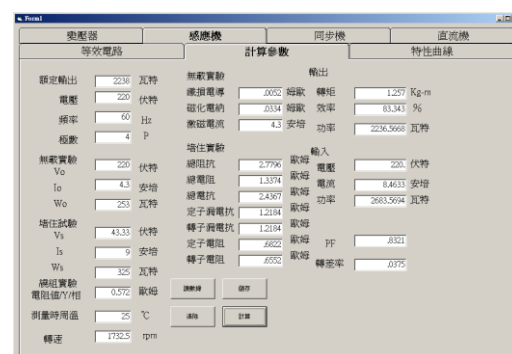 Form1
變壓器 感應機 同步機 直流機
等效電路 計算參數 特性曲線
額定輸出 2238 瓦特
電壓 220 伏特
頻率 60 Hz
極數 4 P
無載實驗
Vo 220 伏特
Io 4.3 安培
Wo 253 瓦特
堵住試驗
Vs 43.33 伏特
Is 9 安培
Ws 325 瓦特
繞組實驗
電阻值/Y/相 0.572 歐姆
測量時周溫 25 ℃
轉速 1732.5 rpm
無載實驗
鐵損電導 .0052 姆歐
磁化電納 .0334 姆歐
激磁電流 4.3 安培
堵住實驗
總阻抗 2.7796 歐姆
總電阻 1.3374 歐姆
總電抗 2.4367 歐姆
定子漏電抗 1.2184 歐姆
轉子漏電抗 1.2184 歐姆
定子電阻 .6822 歐姆
轉子電阻 .6552 歐姆
儲存
清除 計算
輸出
轉矩 1.257 Kg-m
效率 83.343 %
功率 2236.5668 瓦特
輸入
電壓 220. 伏特
電流 8.4633 安培
功率 2683.5694 瓦特
PF .8321
轉差率 .0375